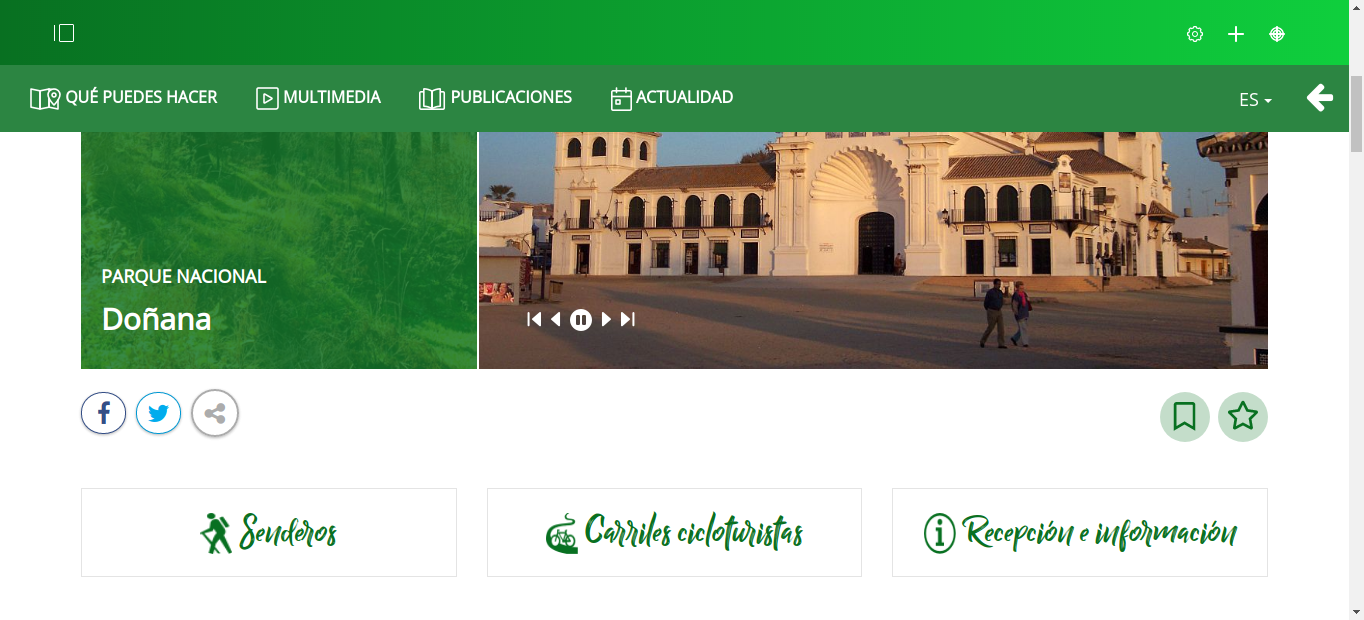 QUÉ PUEDES HACER
MULTIMEDIA
PUBLICACIONES
ACTUALIDAD
ES
PARQUE NACIONAL
Doñana
Senderos
Carriles cicloturistas
Recepción e información